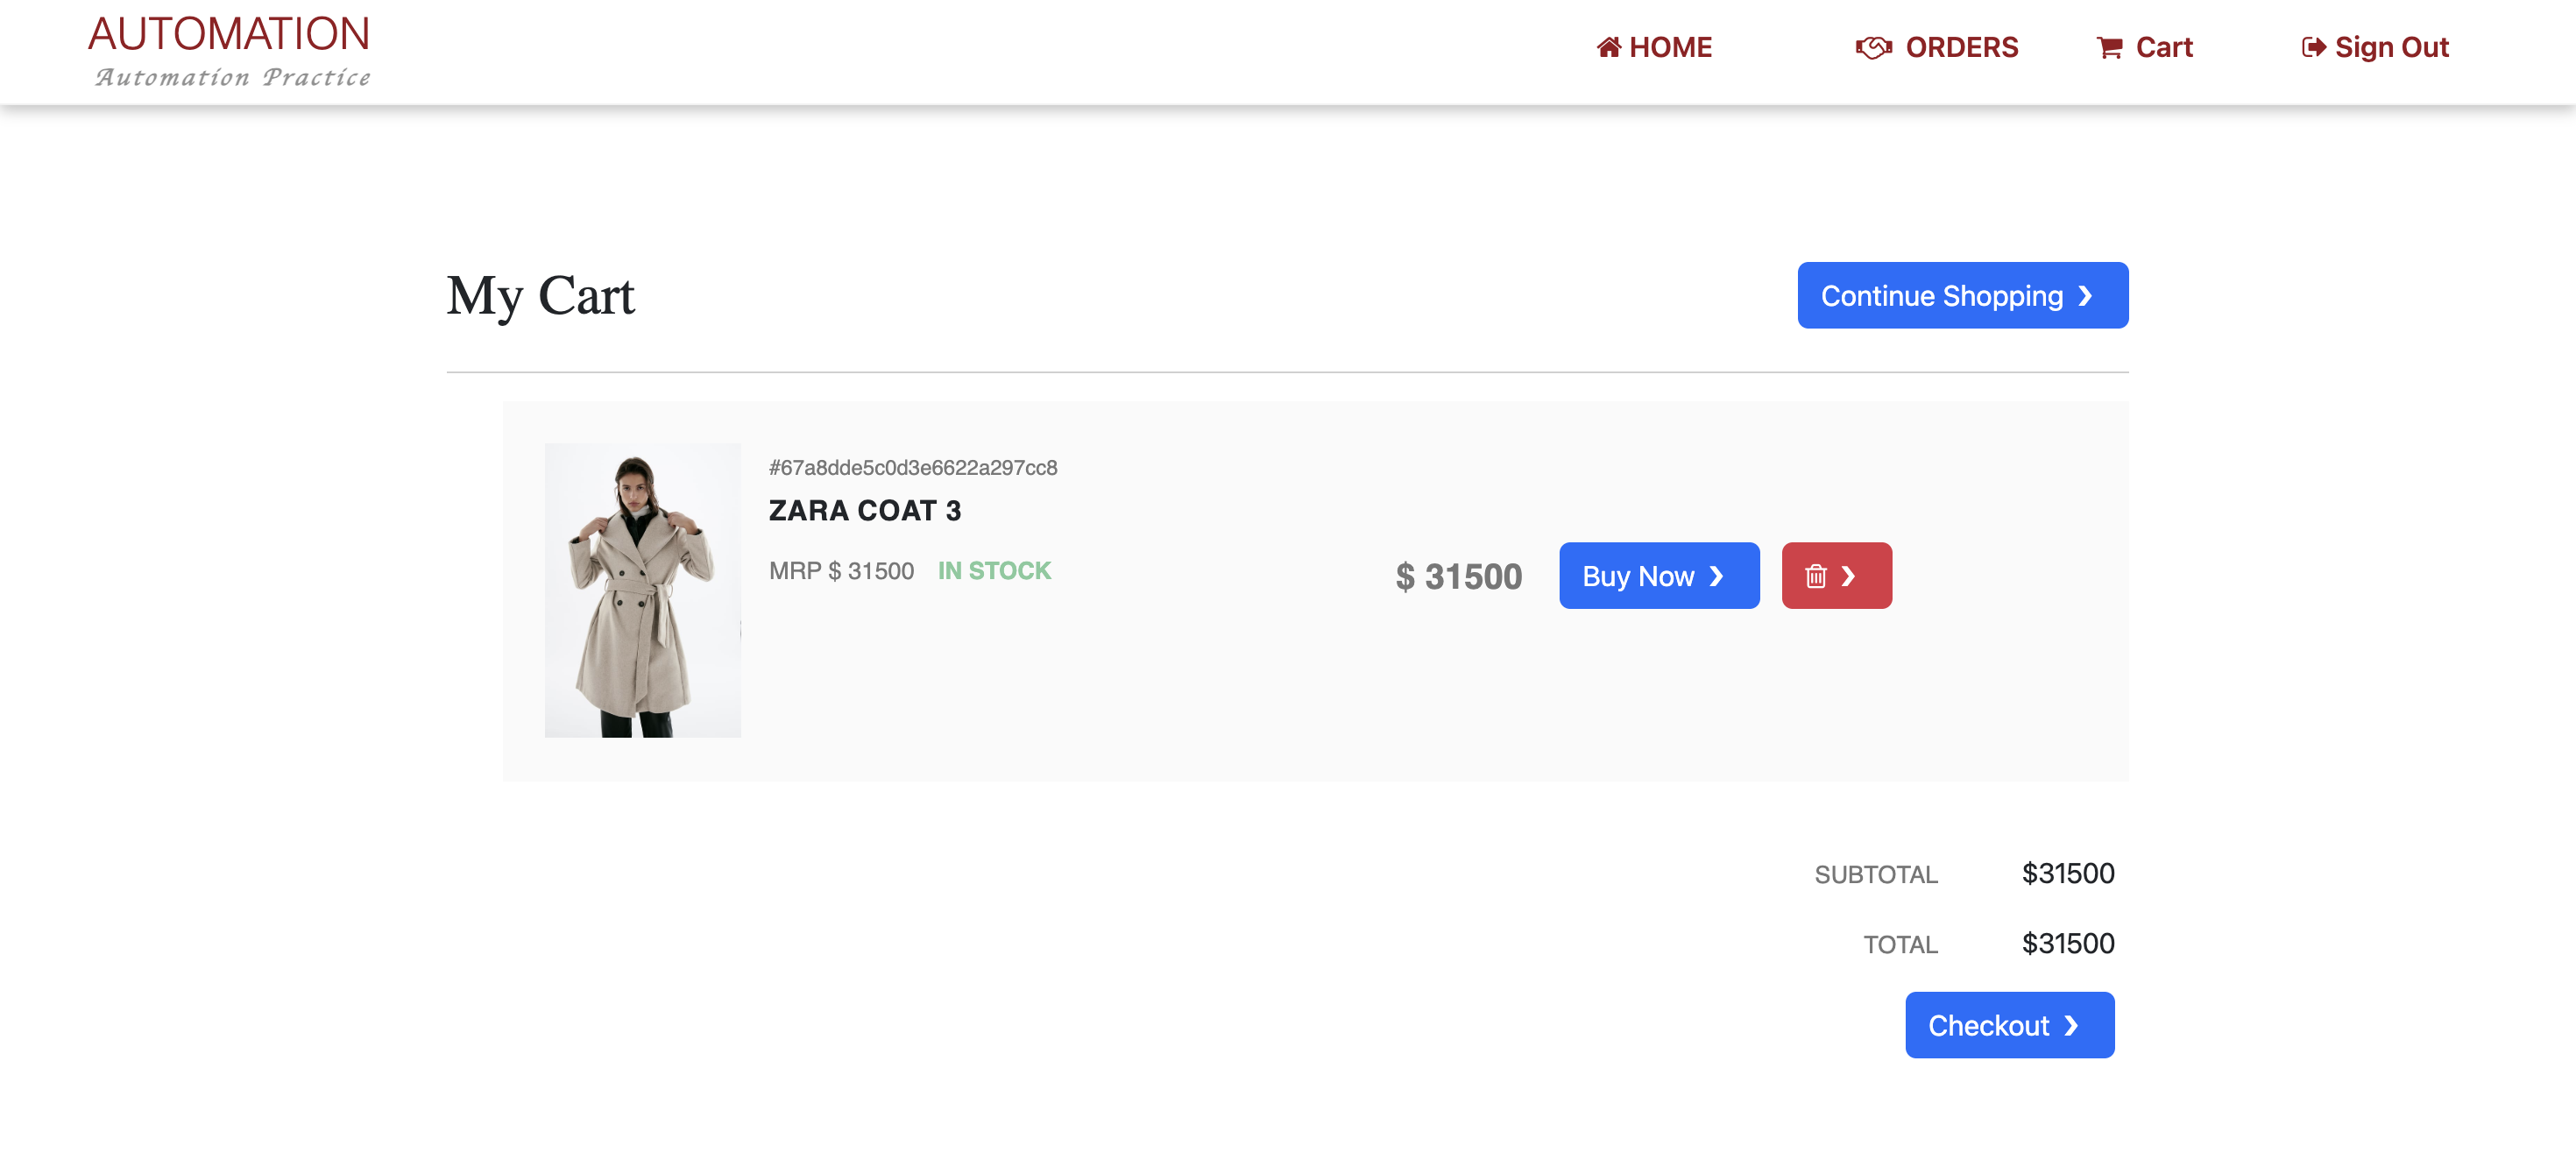 AUTOMATION
Automation Practice
HOME
ORDERS
Cart
Sign Out
My Cart
Continue Shopping ❯
#67a8dde5c0d3e6622a297cc8
ZARA COAT 3
MRP $ 31500 IN STOCK
$ 31500
Buy Now ❯
❯
SUBTOTAL $31500
TOTAL $31500
Checkout ❯